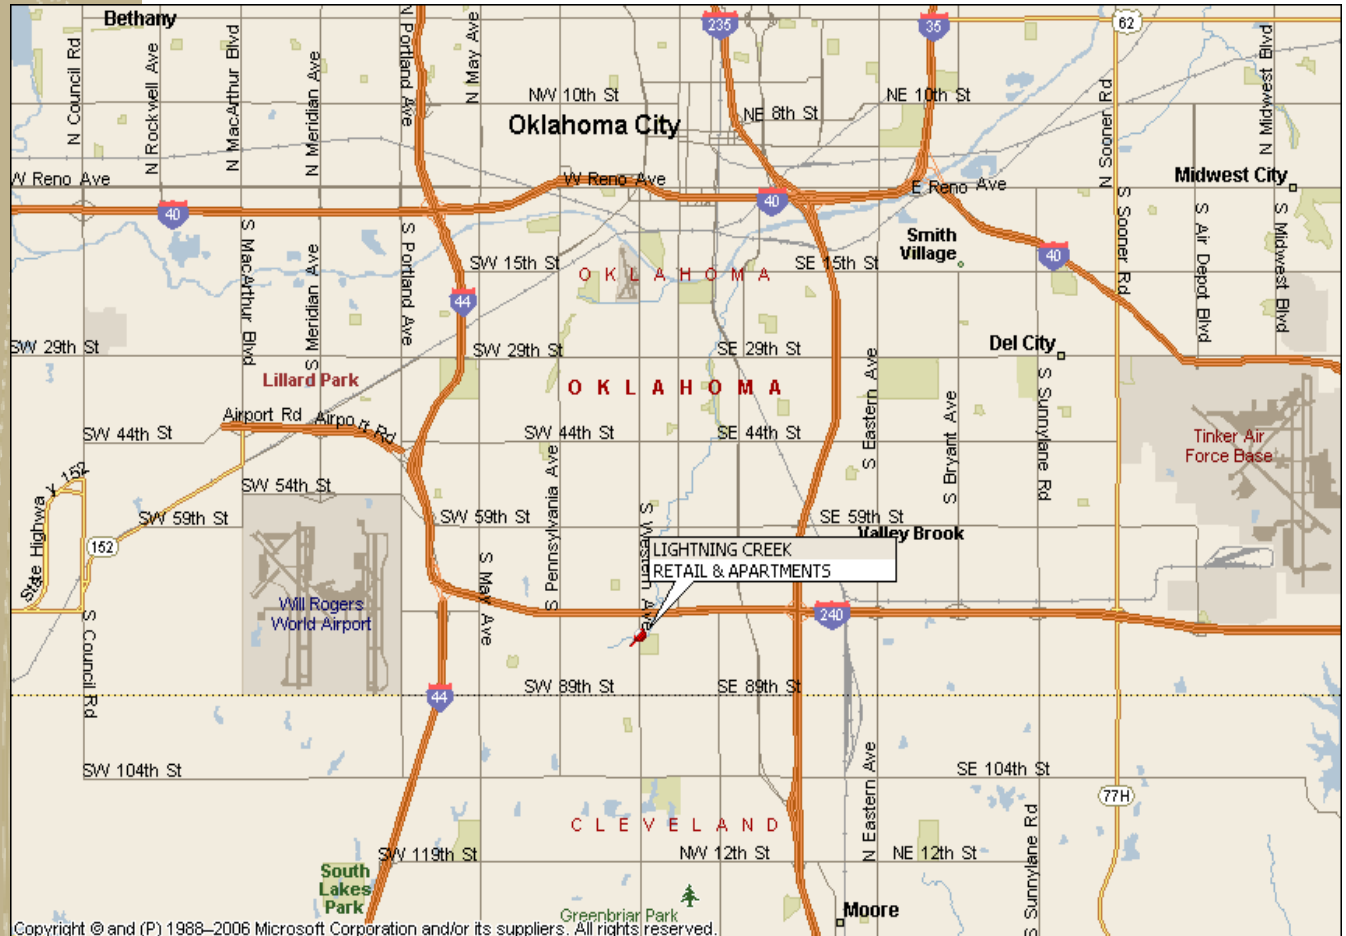 Bethany
N Council Rd
N Rockwell Ave
N MacArthur Blvd
N Meridian Ave
N Portland Ave
N May Ave
235
35
62
N Midwest Blvd
NW 10th St
NE 8th St
NE 10th St
N Sooner Rd
Oklahoma City
W Reno Ave
W Reno Ave
E Reno Ave
Midwest City
40
40
40
S MacArthur Blvd
S Meridian Ave
S Portland Ave
Smith
Village
S Sooner Rd
S Air Depot Blvd
S Midwest Blvd
SW 15th St
OKLAHOMA
SE 15th St
44
SW 29th St
SW 29th St
SE 29th St
Del City
Lillard Park
OKLAHOMA
S Eastern Ave
S Bryant Ave
S Sunnylane Rd
Airport Rd
Airport Rd
SW 44th St
SW 44th St
SE 44th St
Tinker Air
Force Base
State Highway 152
SW 54th St
S Pennsylvania Ave
S Western Ave
SW 59th St
SW 59th St
SE 59th St
Valley Brook
152
LIGHTNING CREEK
RETAIL & APARTMENTS
S May Ave
Will Rogers
World Airport
240
S Council Rd
44
SW 89th St
SE 89th St
SW 104th St
SE 104th St
N Eastern Ave
77H
S Sunnylane Rd
CLEVELAND
SW 119th St
NW 12th St
NE 12th St
South
Lakes
Park
Greenbriar Park
Moore
Copyright © and (P) 1988–2006 Microsoft Corporation and/or its suppliers. All rights reserved.